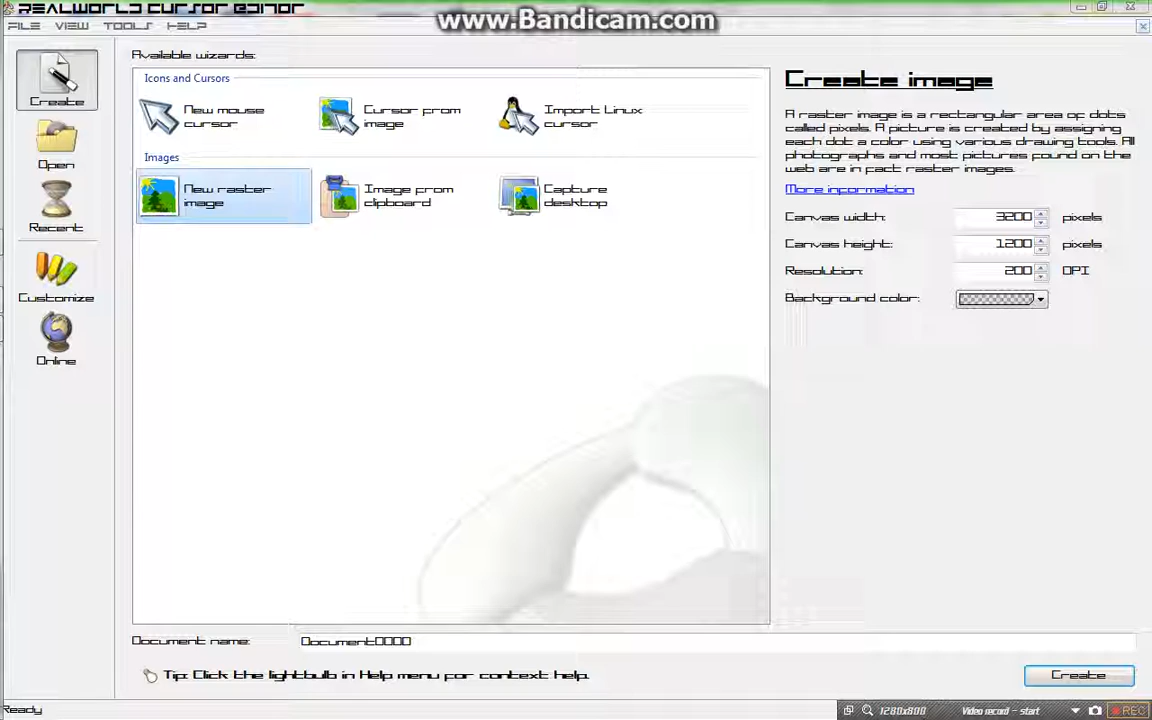 RealWorld Cursor Editor
www.Bandicam.com
File View Tools Help
Create
Open
Recent
Customize
Online
Available wizards:
Icons and Cursors
New mouse
cursor
Cursor from
image
Import Linux
cursor
Images
New raster
image
Image from
clipboard
Capture
desktop
Create image
A raster image is a rectangular area of dots
called pixels. A picture is created by assigning
each dot a color using various drawing tools. All
photographs and most pictures found on the
web are in fact raster images.
More information
Canvas width: 3200 pixels
Canvas height: 1200 pixels
Resolution: 200 DPI
Background color:
Document name: Document0000
Tip: Click the lightbulb in Help menu for context help.
Create
Ready
1280x800 Video record - start REC